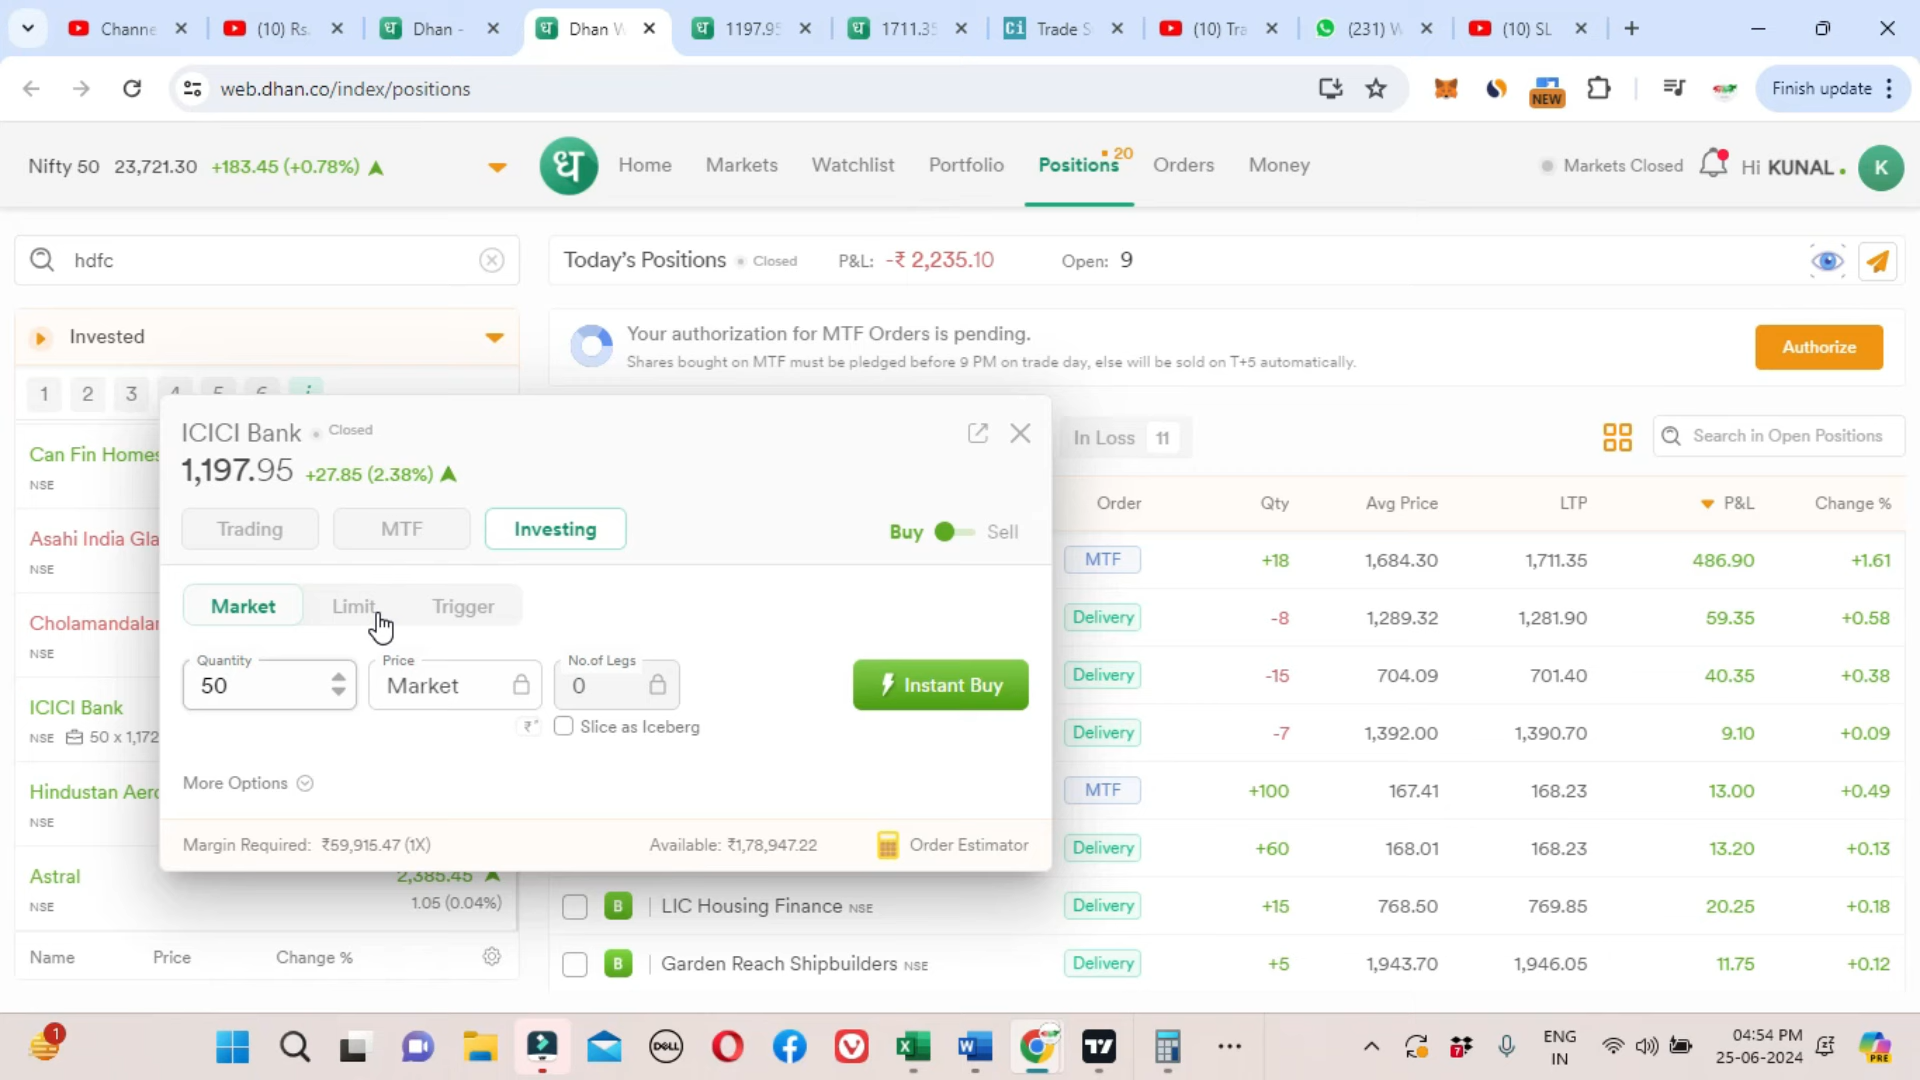 Channe
(10) Rs.
Dhan -
Dhan W
1197.95
1711.35
Ci Trade S
(10) Tra
(231) W
(10) SL
web.dhan.co/index/positions
NEW
Finish update
Nifty 50 23,721.30 +183.45 (+0.78%)
ध
Home
Markets
Watchlist
Portfolio
Positions 20
Orders
Money
Markets Closed
Hi KUNAL
K
hdfc
Today's Positions Closed P&L: -₹ 2,235.10 Open: 9
Invested
Your authorization for MTF Orders is pending.
Shares bought on MTF must be pledged before 9 PM on trade day, else will be sold on T+5 automatically.
Authorize
1 2 3 4 5 6 i
Can Fin Homes
NSE
Asahi India Gla
NSE
Cholamandalan
NSE
ICICI Bank
NSE 50 x 1,172
Hindustan Aero
NSE
Astral 2,385.45
NSE 1.05 (0.04%)
Name Price Change %
ICICI Bank Closed
1,197.95 +27.85 (2.38%)
Trading MTF Investing
Buy Sell
Market Limit Trigger
Quantity Price No.of Legs
50 Market 0
Instant Buy
₹
Slice as Iceberg
More Options
Margin Required: ₹59,915.47 (1X) Available: ₹1,78,947.22 Order Estimator
In Loss 11
Search in Open Positions
Order Qty Avg Price LTP P&L Change %
MTF +18 1,684.30 1,711.35 486.90 +1.61
Delivery -8 1,289.32 1,281.90 59.35 +0.58
Delivery -15 704.09 701.40 40.35 +0.38
Delivery -7 1,392.00 1,390.70 9.10 +0.09
MTF +100 167.41 168.23 13.00 +0.49
Delivery +60 168.01 168.23 13.20 +0.13
B LIC Housing Finance NSE Delivery +15 768.50 769.85 20.25 +0.18
B Garden Reach Shipbuilders NSE Delivery +5 1,943.70 1,946.05 11.75 +0.12
1
DELL
ENG
IN
04:54 PM
25-06-2024
PRE